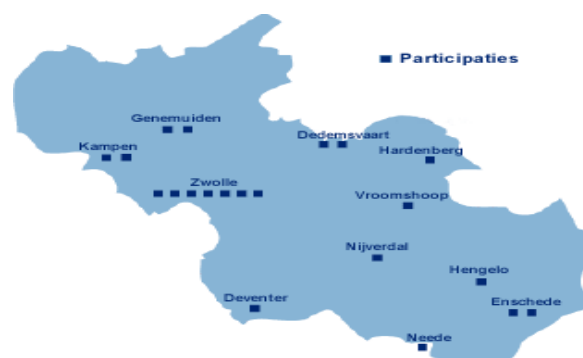 Participaties
Genemuiden
Dedemsvaart
Kampen
Hardenberg
Zwolle
Vroomshoop
Nijverdal
Hengelo
Deventer
Enschede
Neede